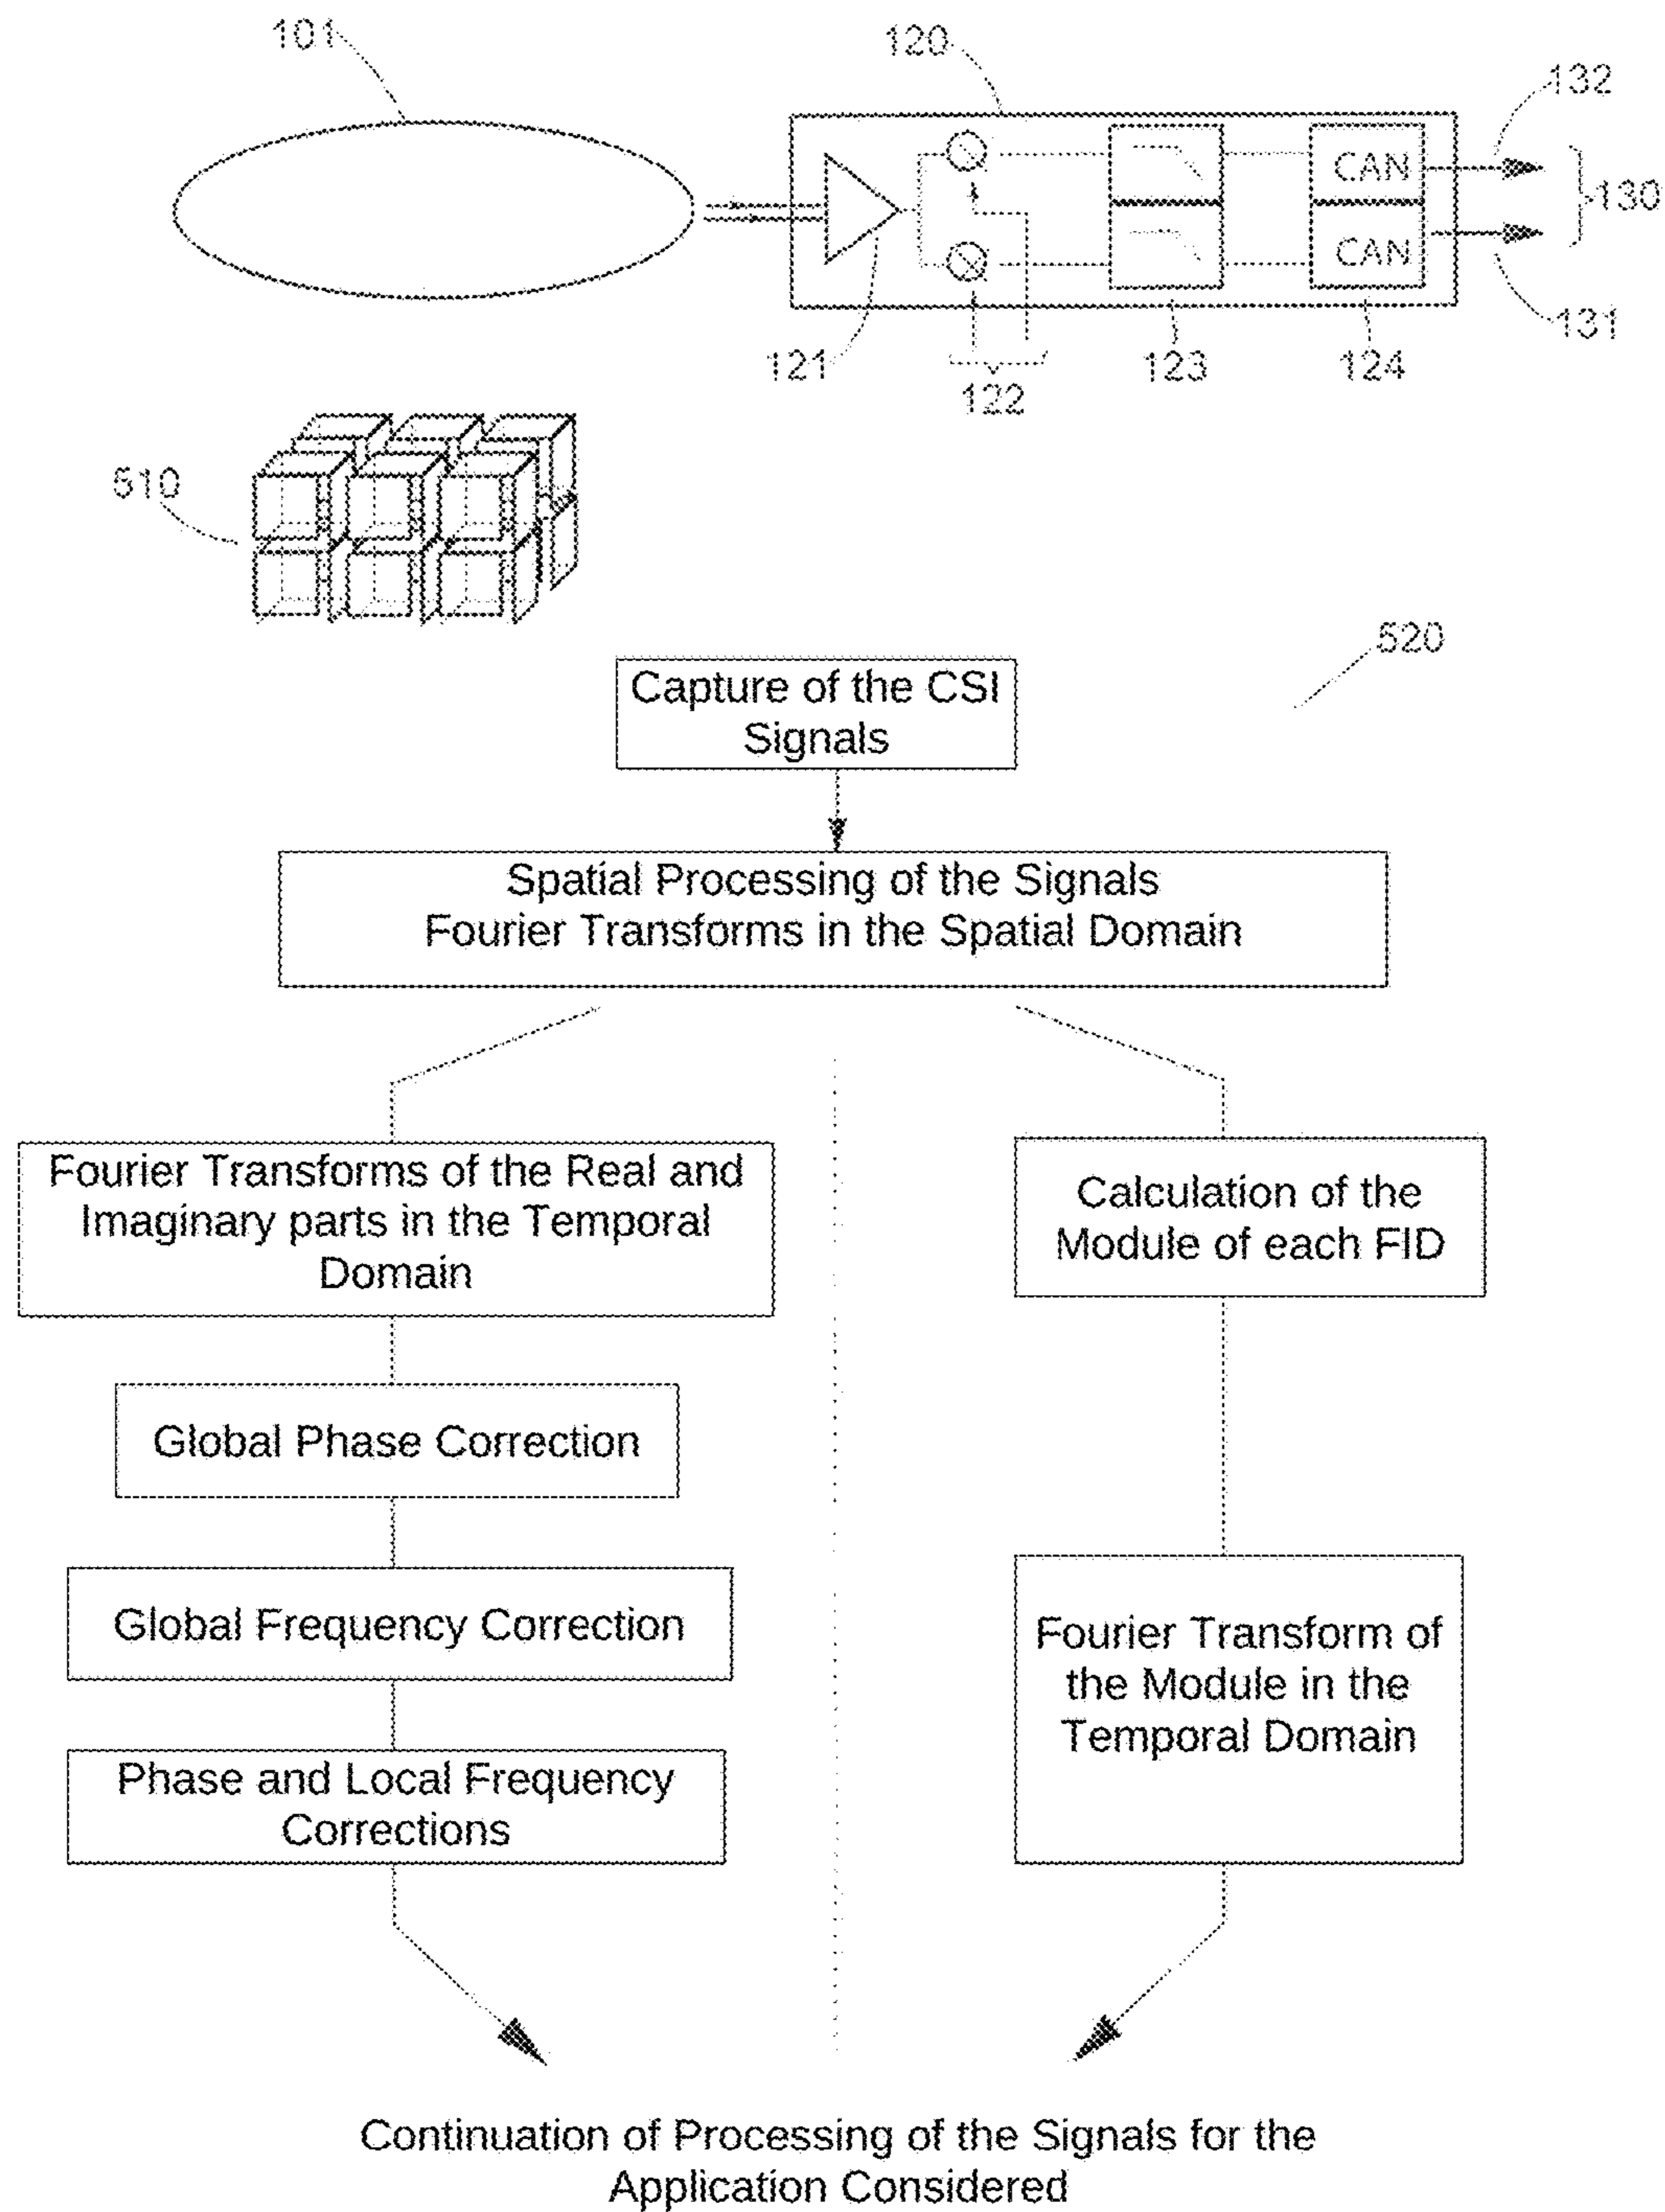 101
120
132
CAN
130
CAN
131
121
123
124
122
510
520
Capture of the CSI
Signals
Spatial Processing of the Signals
Fourier Transforms in the Spatial Domain
Fourier Transforms of the Real and
Imaginary parts in the Temporal
Domain
Calculation of the
Module of each FID
Global Phase Correction
Global Frequency Correction
Fourier Transform of
the Module in the
Temporal Domain
Phase and Local Frequency
Corrections
Continuation of Processing of the Signals for the
Application Considered